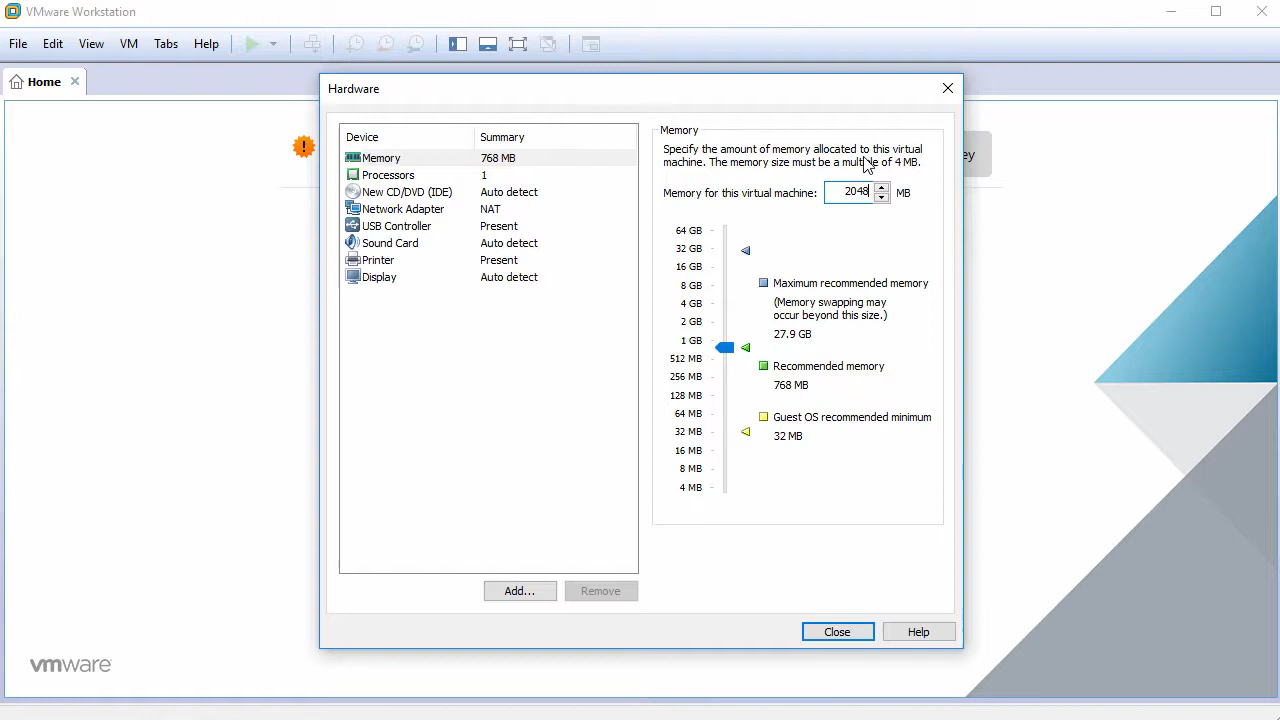 VMware Workstation
File Edit View VM Tabs Help
Home
ey
Hardware
Device Summary
Memory 768 MB
Processors 1
New CD/DVD (IDE) Auto detect
Network Adapter NAT
USB Controller Present
Sound Card Auto detect
Printer Present
Display Auto detect
Add... Remove
Memory
Specify the amount of memory allocated to this virtual
machine. The memory size must be a multiple of 4 MB.
Memory for this virtual machine: 2048 MB
64 GB
32 GB
16 GB
8 GB
4 GB
2 GB
1 GB
512 MB
256 MB
128 MB
64 MB
32 MB
16 MB
8 MB
4 MB
Maximum recommended memory
(Memory swapping may
occur beyond this size.)
27.9 GB
Recommended memory
768 MB
Guest OS recommended minimum
32 MB
Close Help
vmware